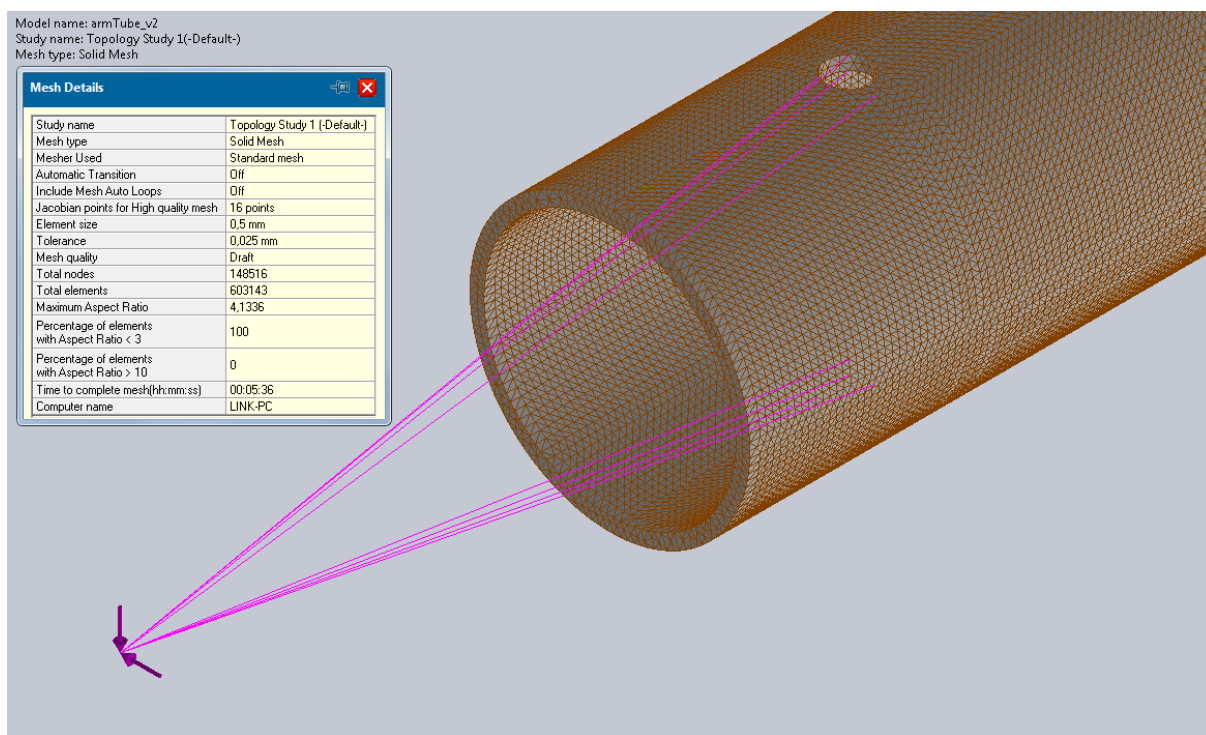 Model name: armTube_v2
Study name: Topology Study 1(-Default-)
Mesh type: Solid Mesh
Mesh Details
Study name Topology Study 1 (-Default-)
Mesh type Solid Mesh
Mesher Used Standard mesh
Automatic Transition Off
Include Mesh Auto Loops Off
Jacobian points for High quality mesh 16 points
Element size 0,5 mm
Tolerance 0,025 mm
Mesh quality Draft
Total nodes 148516
Total elements 603143
Maximum Aspect Ratio 4,1336
Percentage of elements
with Aspect Ratio < 3 100
Percentage of elements
with Aspect Ratio > 10 0
Time to complete mesh(hh:mm:ss) 00:05:36
Computer name LINK-PC